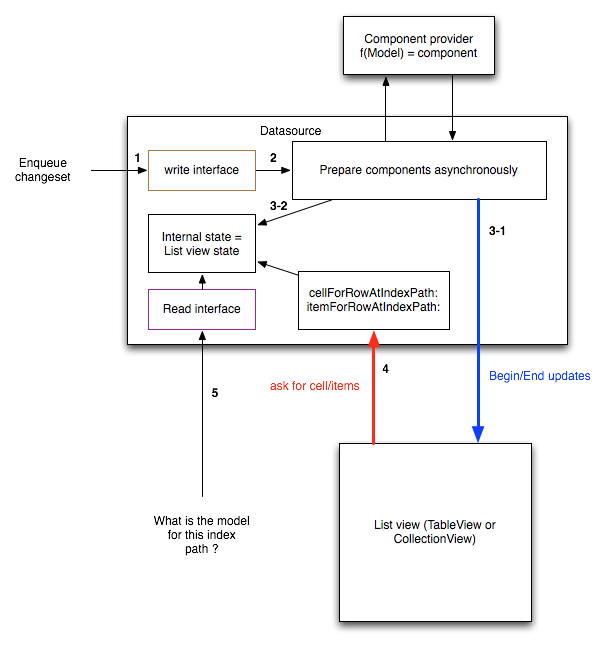 Component provider
f(Model) = component
Datasource
Enqueue
changeset
1
write interface
2
Prepare components asynchronously
3-2
3-1
Internal state =
List view state
cellForRowAtIndexPath:
itemForRowAtIndexPath:
Read interface
4
ask for cell/items
Begin/End updates
5
What is the model
for this index
path ?
List view (TableView or
CollectionView)